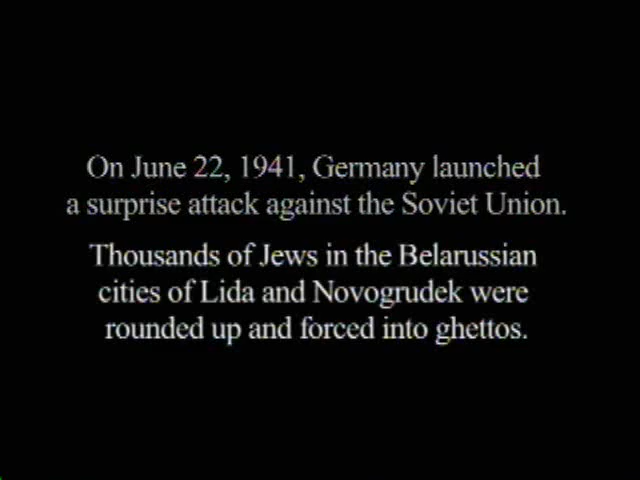 On June 22, 1941, Germany launched
a surprise attack against the Soviet Union.
Thousands of Jews in the Belarussian
cities of Lida and Novogrudek were
rounded up and forced into ghettos.